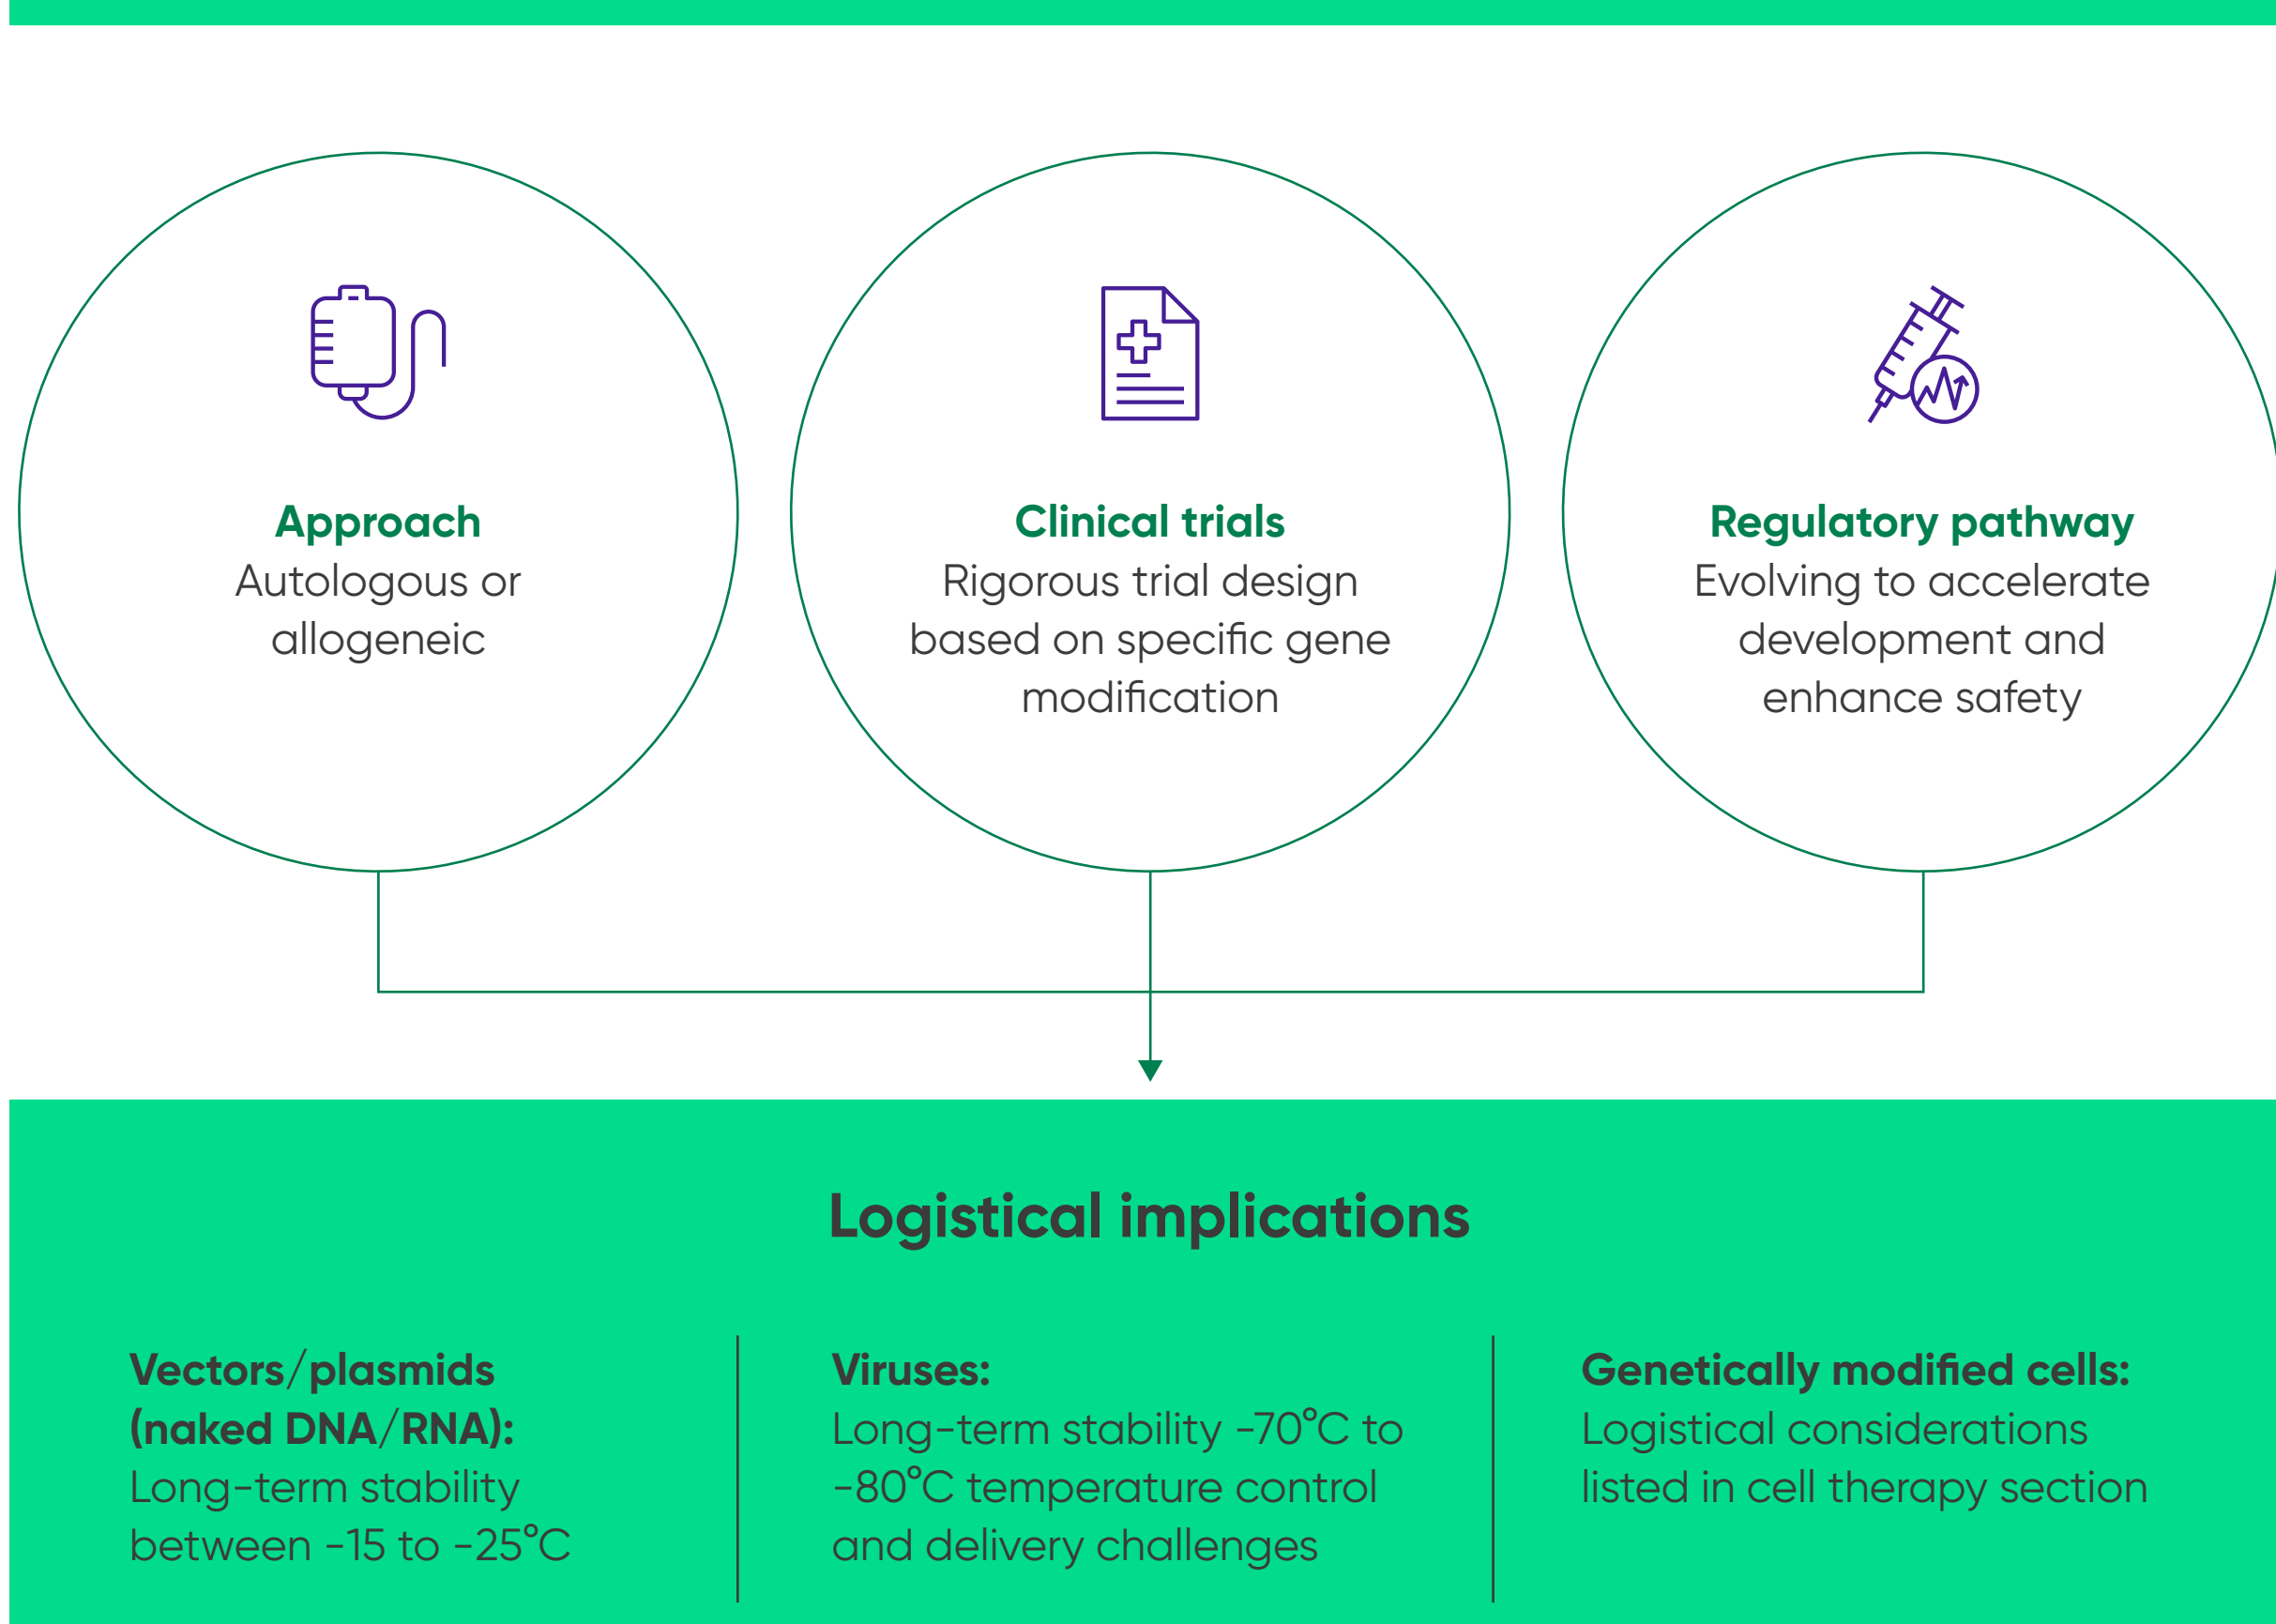 Approach
Autologous or
allogeneic
Clinical trials
Rigorous trial design
based on specific gene
modification
Regulatory pathway
Evolving to accelerate
development and
enhance safety
Logistical implications
Vectors/plasmids
(naked DNA/RNA):
Long-term stability
between -15 to -25°C
Viruses:
Long-term stability -70°C to
-80°C temperature control
and delivery challenges
Genetically modified cells:
Logistical considerations
listed in cell therapy section